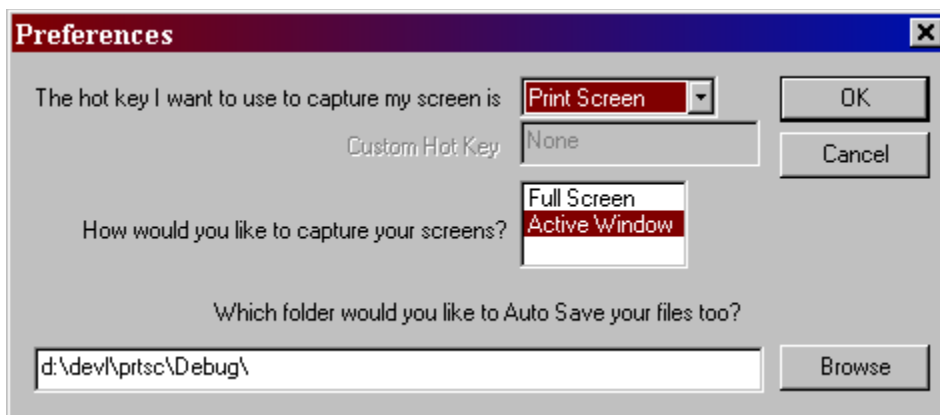 Preferences
The hot key I want to use to capture my screen is Print Screen OK
Custom Hot Key None
Cancel
Full Screen
How would you like to capture your screens? Active Window
Which folder would you like to Auto Save your files too?
d:\devl\prtsc\Debug\ Browse